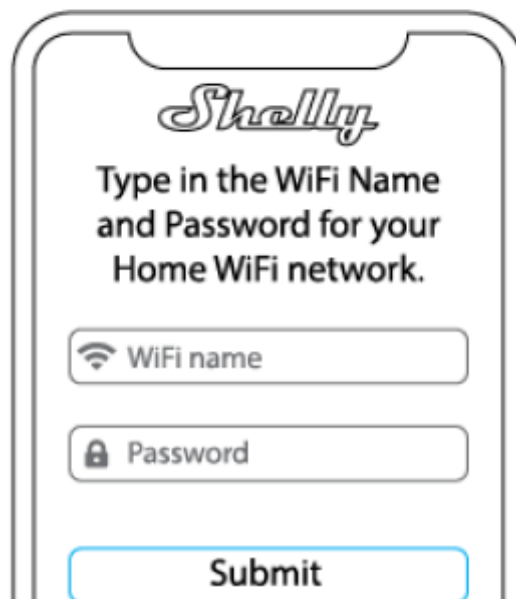 Shelly
Type in the WiFi Name
and Password for your
Home WiFi network.
WiFi name
Password
Submit